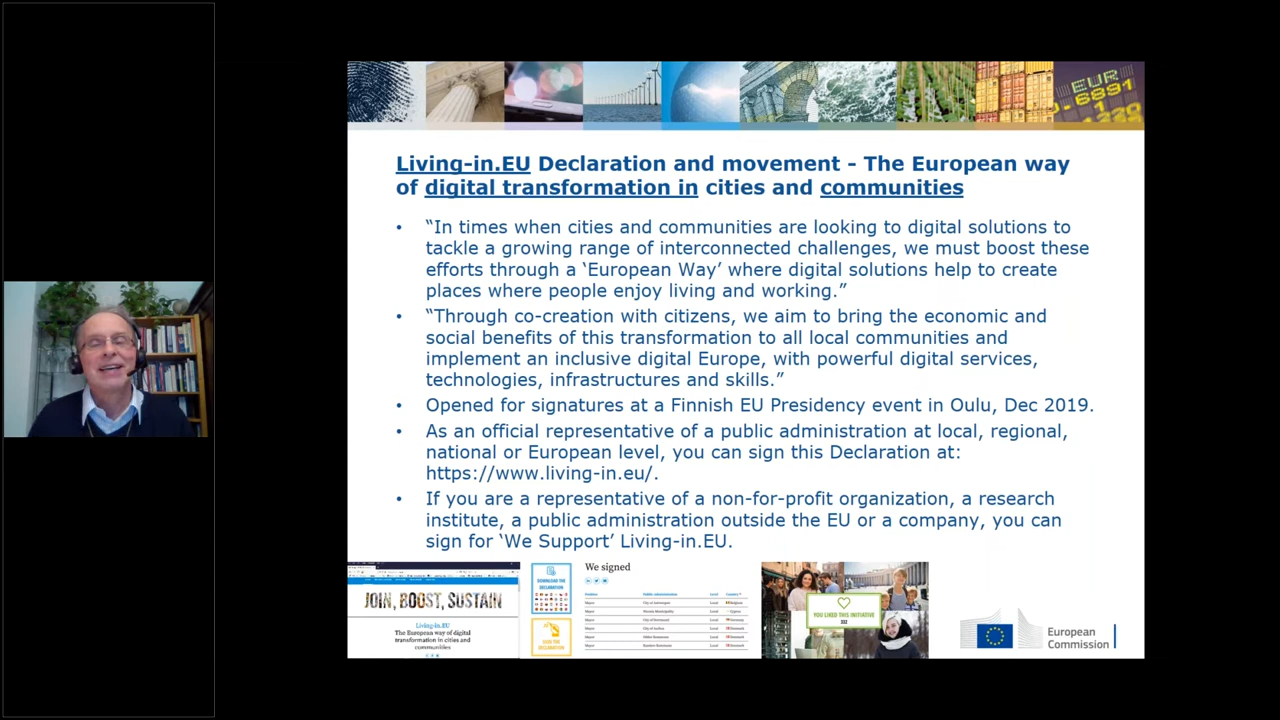 EUR
6891
Living-in.EU Declaration and movement - The European way
of digital transformation in cities and communities
• “In times when cities and communities are looking to digital solutions to
tackle a growing range of interconnected challenges, we must boost these
efforts through a ‘European Way’ where digital solutions help to create
places where people enjoy living and working.”
• “Through co-creation with citizens, we aim to bring the economic and
social benefits of this transformation to all local communities and
implement an inclusive digital Europe, with powerful digital services,
technologies, infrastructures and skills.”
• Opened for signatures at a Finnish EU Presidency event in Oulu, Dec 2019.
• As an official representative of a public administration at local, regional,
national or European level, you can sign this Declaration at:
https://www.living-in.eu/.
• If you are a representative of a non-for-profit organization, a research
institute, a public administration outside the EU or a company, you can
sign for ‘We Support’ Living-in.EU.
JOIN, BOOST, SUSTAIN
Living-in.EU
The European way of digital
transformation in cities and
communities
DOWNLOAD THE
DECLARATION
SIGN THE
DECLARATION
We signed
YOU LIKED THIS INITIATIVE
332
European
Commission